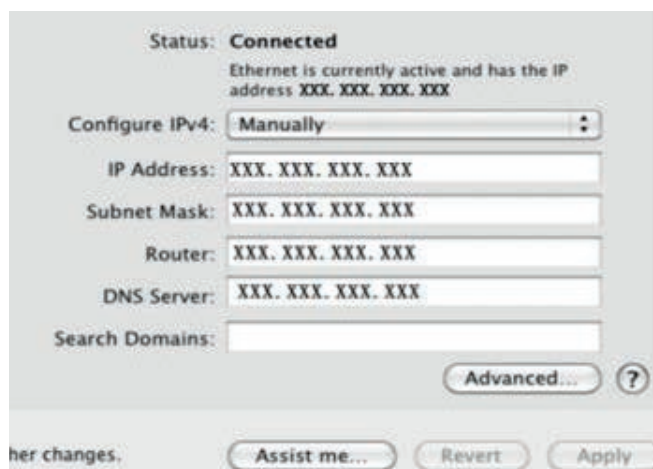 Status: Connected
Ethernet is currently active and has the IP
address XXX. XXX. XXX. XXX
Configure IPv4: Manually
IP Address: XXX. XXX. XXX. XXX
Subnet Mask: XXX. XXX. XXX. XXX
Router: XXX. XXX. XXX. XXX
DNS Server: XXX. XXX. XXX. XXX
Search Domains:
Advanced... ?
her changes. Assist me... Revert Apply